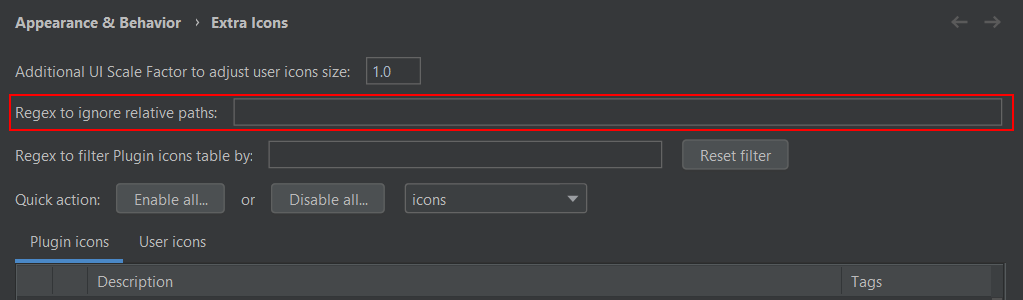 Appearance & Behavior › Extra Icons
Additional UI Scale Factor to adjust user icons size: 1.0
Regex to ignore relative paths:
Regex to filter Plugin icons table by: Reset filter
Quick action: Enable all... or Disable all... icons
Plugin icons User icons
Description Tags